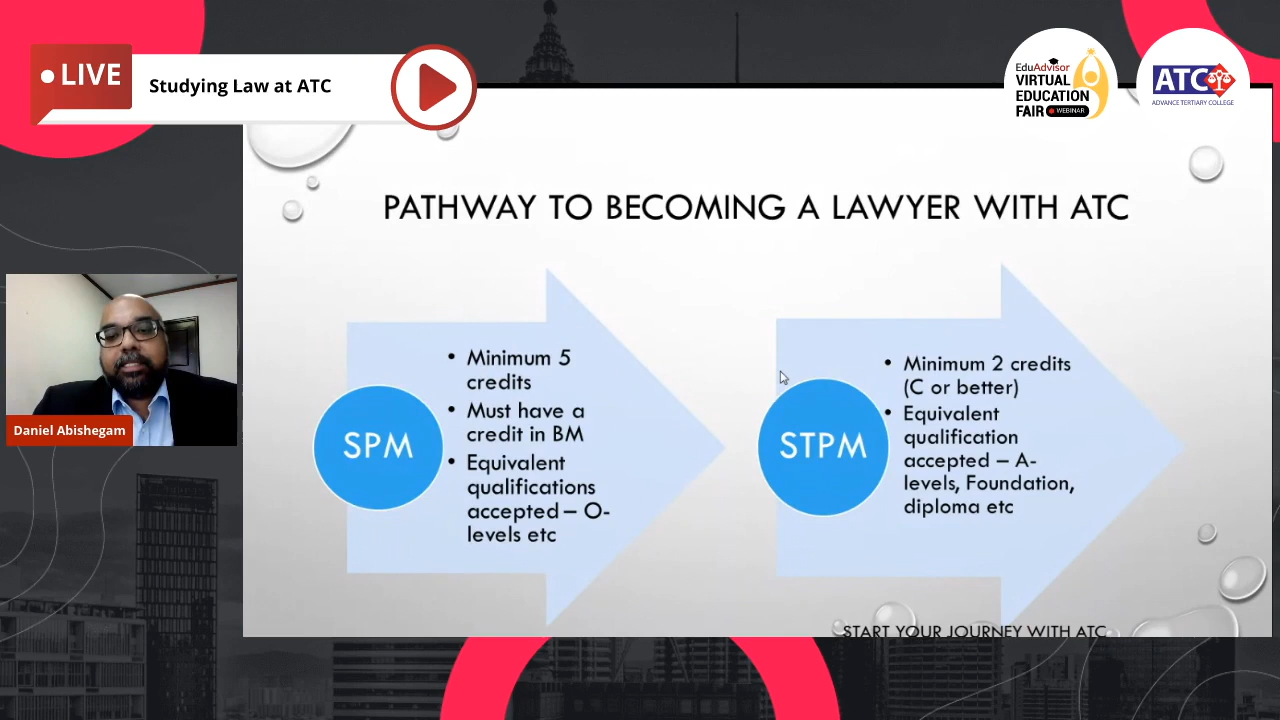 LIVE
Studying Law at ATC
EduAdvisor
VIRTUAL
EDUCATION
FAIR
WEBINAR
ATC
ADVANCE TERTIARY COLLEGE
PATHWAY TO BECOMING A LAWYER WITH ATC
SPM
• Minimum 5
credits
• Must have a
credit in BM
• Equivalent
qualifications
accepted – O-
levels etc
STPM
• Minimum 2 credits
(C or better)
• Equivalent
qualification
accepted – A-
levels, Foundation,
diploma etc
Daniel Abishegam
START YOUR JOURNEY WITH ATC